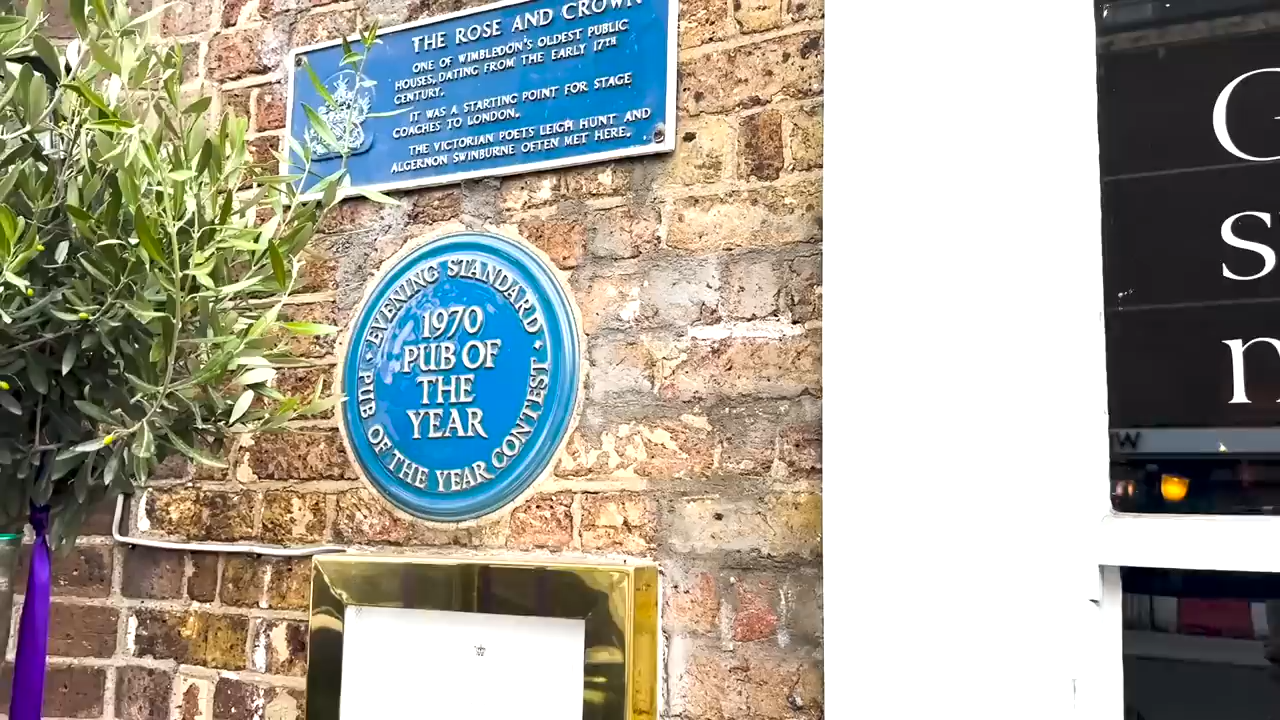 THE ROSE AND CROWN
ONE OF WIMBLEDON'S OLDEST PUBLIC
HOUSES, DATING FROM THE EARLY 17TH
CENTURY.
IT WAS A STARTING POINT FOR STAGE
COACHES TO LONDON.
THE VICTORIAN POETS LEIGH HUNT AND
ALGERNON SWINBURNE OFTEN MET HERE.
EVENING STANDARD
1970
PUB OF
THE
YEAR
PUB OF THE YEAR CONTEST
G
s
n
W